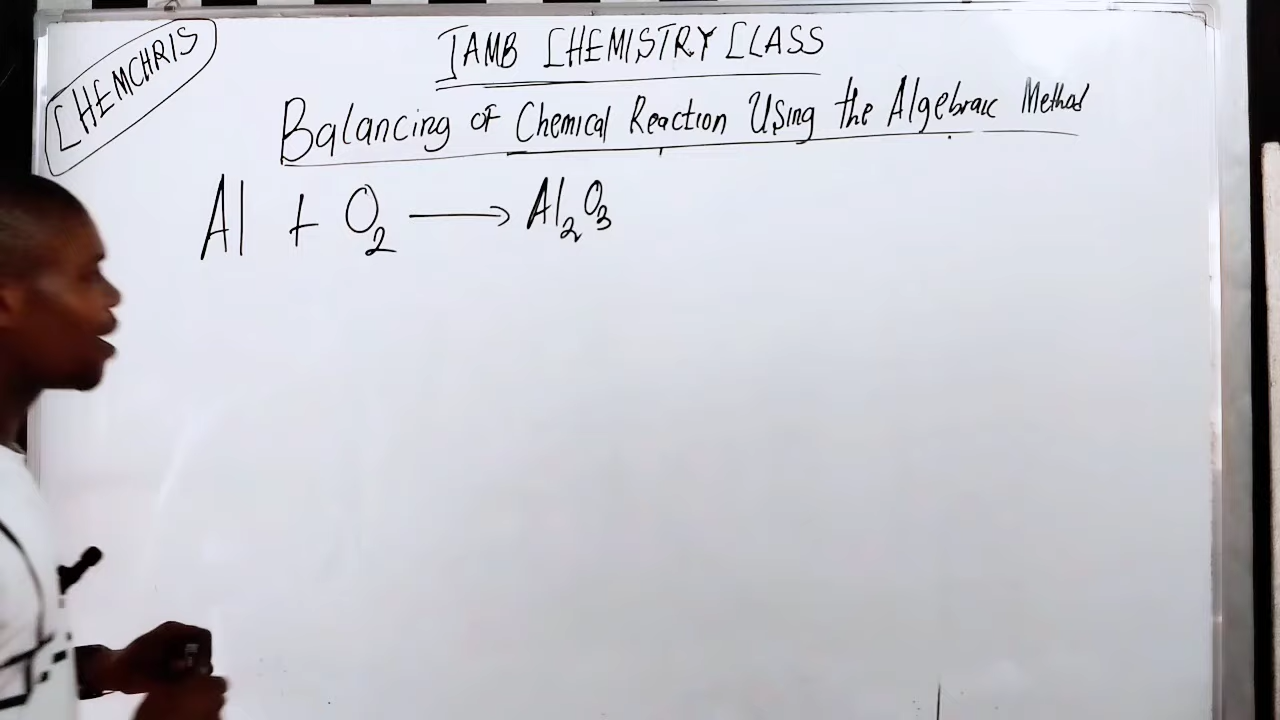 CHEMCHRIS
JAMB CHEMISTRY CLASS
Balancing of Chemical Reaction Using the Algebraic Method
Al + O₂ ⟶ Al₂O₃